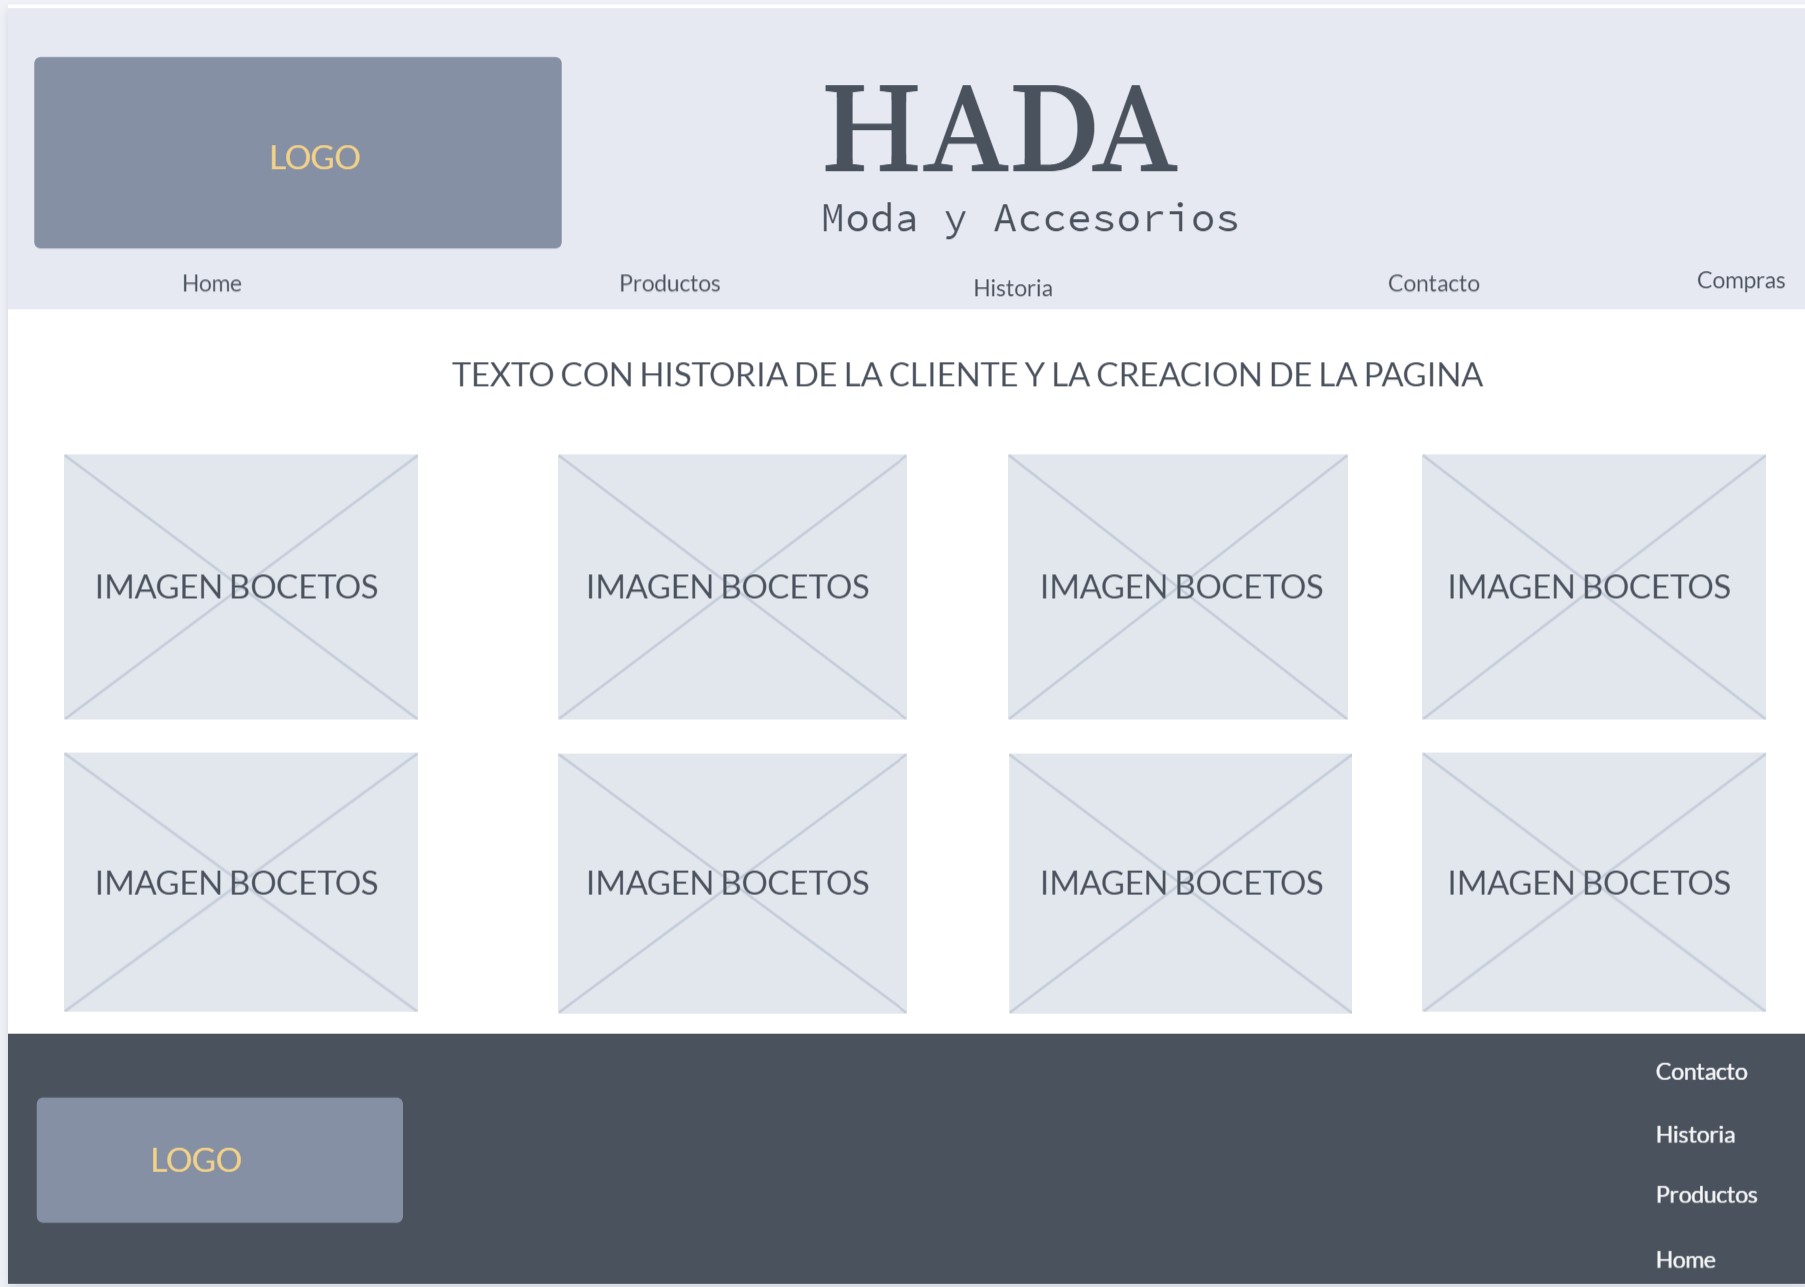 LOGO
HADA
Moda y Accesorios
Home
Productos
Historia
Contacto
Compras
TEXTO CON HISTORIA DE LA CLIENTE Y LA CREACION DE LA PAGINA
IMAGEN BOCETOS
IMAGEN BOCETOS
IMAGEN BOCETOS
IMAGEN BOCETOS
IMAGEN BOCETOS
IMAGEN BOCETOS
IMAGEN BOCETOS
IMAGEN BOCETOS
LOGO
Contacto
Historia
Productos
Home